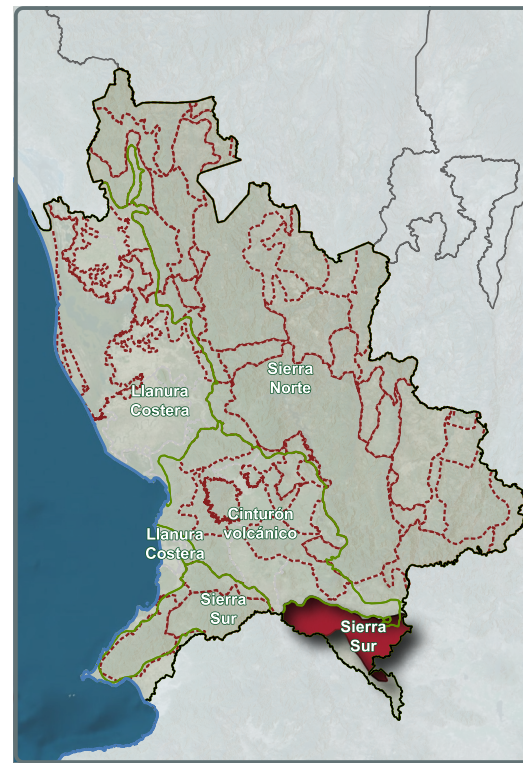 Sierra
Norte
Llanura
Costera
Cinturón
volcánico
Llanura
Costera
Sierra
Sur
Sierra
Sur